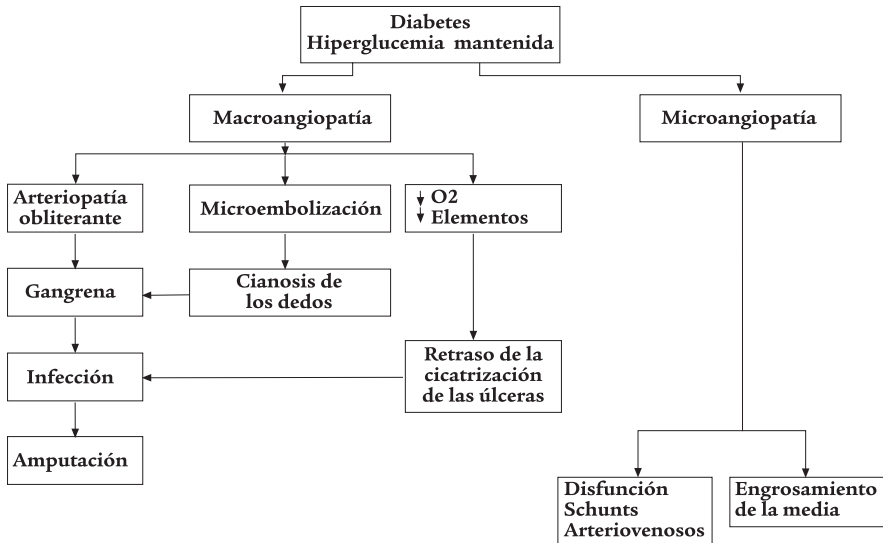 Diabetes
Hiperglucemia mantenida
Macroangiopatía
Microangiopatía
Arteriopatía
obliterante
Microembolización
O2
Elementos
Gangrena
Cianosis de
los dedos
Infección
Retraso de la
cicatrización
de las úlceras
Amputación
Disfunción
Schunts
Arteriovenosos
Engrosamiento
de la media